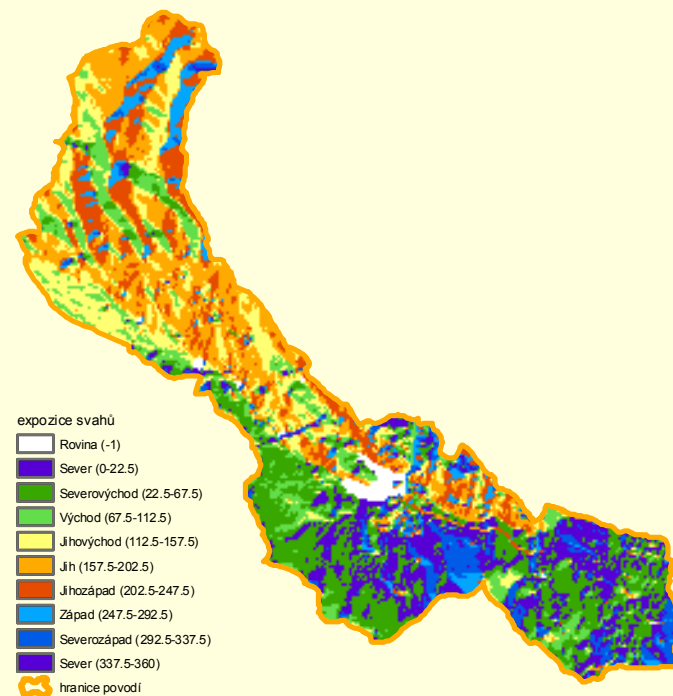 expozice svahů
Rovina (-1)
Sever (0-22.5)
Severovýchod (22.5-67.5)
Východ (67.5-112.5)
Jihovýchod (112.5-157.5)
Jih (157.5-202.5)
Jihozápad (202.5-247.5)
Západ (247.5-292.5)
Severozápad (292.5-337.5)
Sever (337.5-360)
hranice povodí